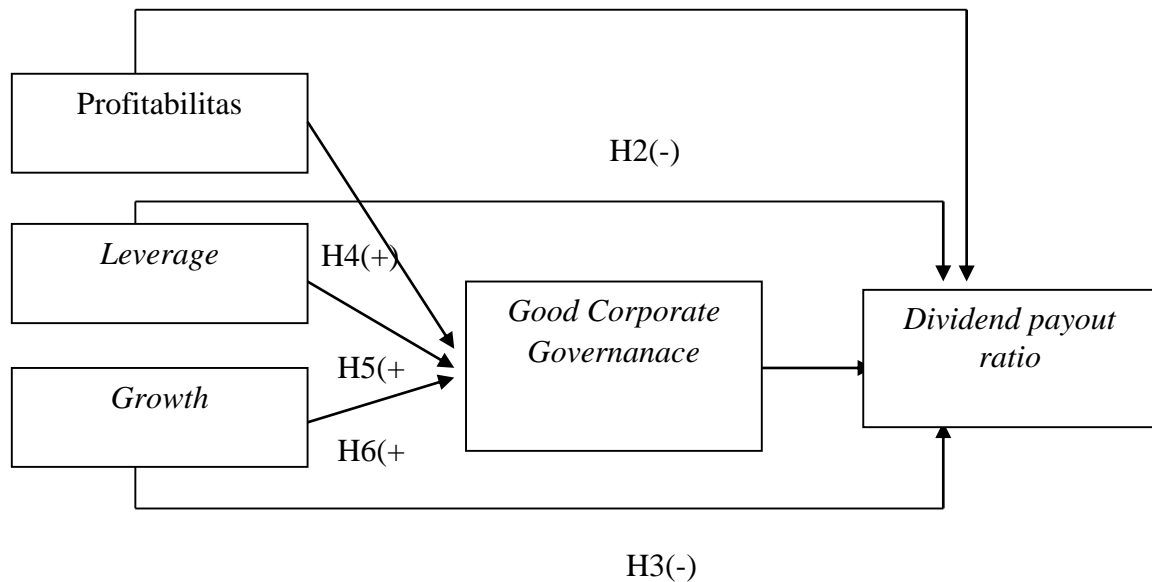 Profitabilitas
H2(-)
Leverage
H4(+)
Good Corporate
Governanace
Dividend payout
ratio
H5(+
Growth
H6(+
H3(-)